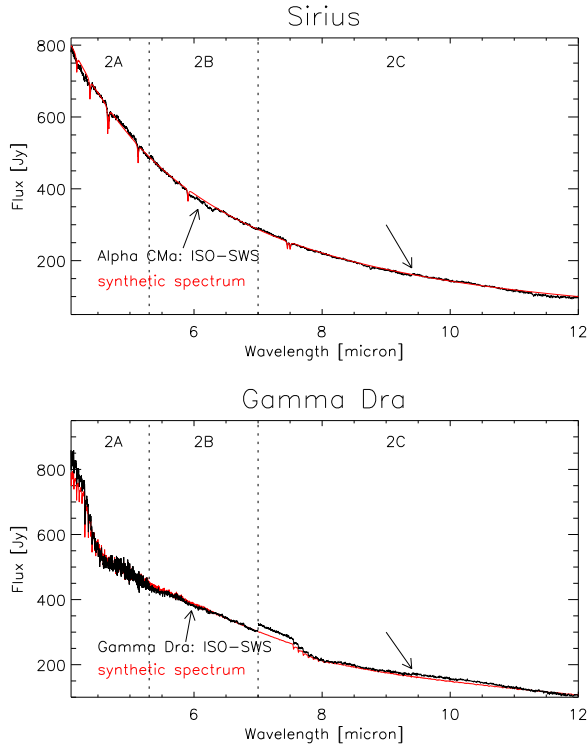 Sirius
800
600
400
200
Flux [Jy]
2A
2B
2C
Alpha CMa: ISO-SWS
synthetic spectrum
6
8
10
12
Wavelength [micron]
Gamma Dra
800
600
400
200
Flux [Jy]
2A
2B
2C
Gamma Dra: ISO-SWS
synthetic spectrum
6
8
10
12
Wavelength [micron]